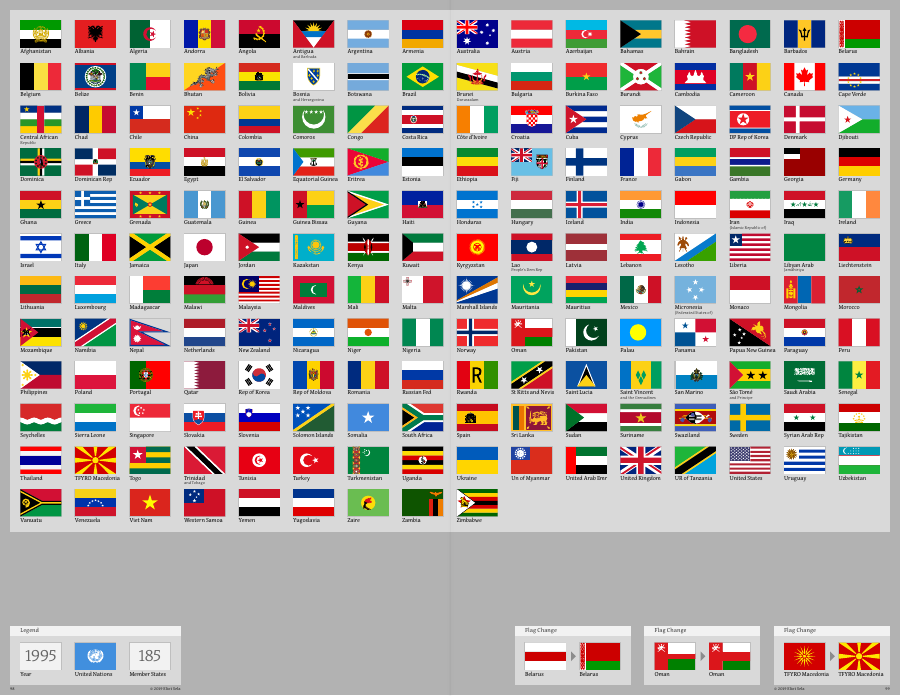 Afghanistan Albania Algeria Andorra Angola Antigua Argentina Armenia Australia Austria Azerbaijan Bahamas Bahrain Bangladesh Barbados Belarus
and Barbuda
Belgium Belize Benin Bhutan Bolivia Bosnia Botswana Brazil Brunei Bulgaria Burkina Faso Burundi Cambodia Cameroon Canada Cape Verde
and Herzegovina Darussalam
Central African Chad Chile China Colombia Comoros Congo Costa Rica Côte d'Ivoire Croatia Cuba Cyprus Czech Republic DP Rep of Korea Denmark Djibouti
Republic
Dominica Dominican Rep Ecuador Egypt El Salvador Equatorial Guinea Eritrea Estonia Ethiopia Fiji Finland France Gabon Gambia Georgia Germany
Ghana Greece Grenada Guatemala Guinea Guinea Bissau Guyana Haiti Honduras Hungary Iceland India Indonesia Iran Iraq Ireland
(Islamic Republic of)
Israel Italy Jamaica Japan Jordan Kazakstan Kenya Kuwait Kyrgyzstan Lao Latvia Lebanon Lesotho Liberia Libyan Arab Liechtenstein
People's Dem Rep Jamahiriya
Lithuania Luxembourg Madagascar Malawi Malaysia Maldives Mali Malta Marshall Islands Mauritania Mauritius Mexico Micronesia Monaco Mongolia Morocco
(Federated States of)
Mozambique Namibia Nepal Netherlands New Zealand Nicaragua Niger Nigeria Norway Oman Pakistan Palau Panama Papua New Guinea Paraguay Peru
Philippines Poland Portugal Qatar Rep of Korea Rep of Moldova Romania Russian Fed R Rwanda St Kitts and Nevis Saint Lucia Saint Vincent San Marino São Tomé Saudi Arabia Senegal
and the Grenadines and Principe
Seychelles Sierra Leone Singapore Slovakia Slovenia Solomon Islands Somalia South Africa Spain Sri Lanka Sudan Suriname Swaziland Sweden Syrian Arab Rep Tajikistan
Thailand TFYRO Macedonia Togo Trinidad Tunisia Turkey Turkmenistan Uganda Ukraine Un of Myanmar United Arab Emir United Kingdom UR of Tanzania United States Uruguay Uzbekistan
and Tobago
Vanuatu Venezuela Viet Nam Western Samoa Yemen Yugoslavia Zaire Zambia Zimbabwe
Legend Flag Change Flag Change Flag Change
1995 185
Year United Nations Member States Belarus Belarus Oman Oman TFYRO Macedonia TFYRO Macedonia